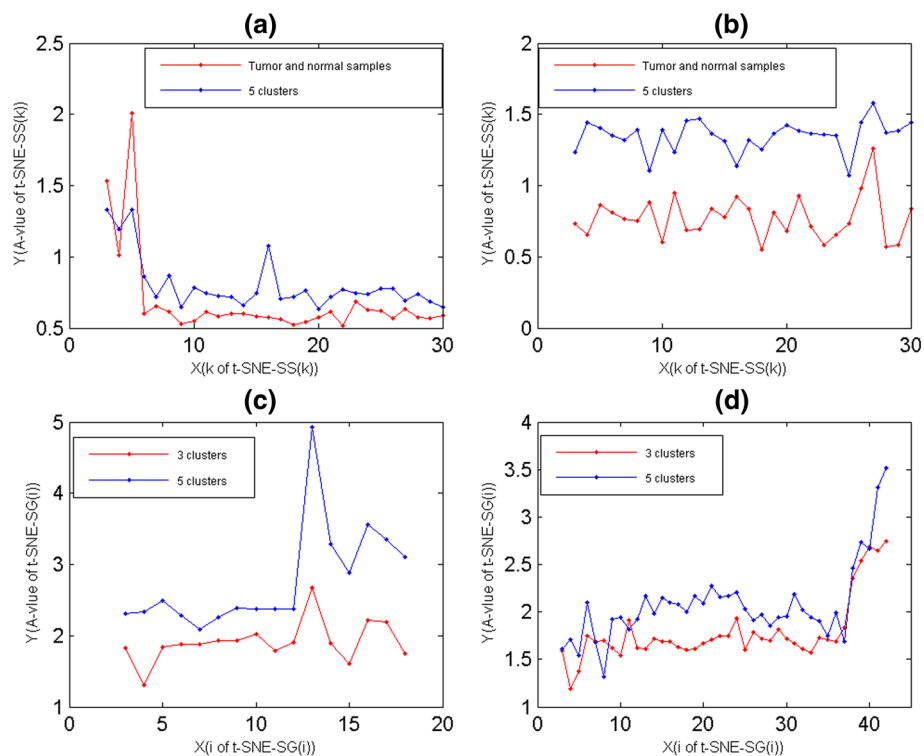 (a)
2.5
2
1.5
1
0.5
0
10
20
30
Y(A-vlue of t-SNE-SS(k))
X(k of t-SNE-SS(k))
Tumor and normal samples
5 clusters
(b)
2
1.5
1
0.5
0
0
10
20
30
Y(A-vlue of t-SNE-SS(k))
X(k of t-SNE-SS(k))
Tumor and normal samples
5 clusters
(c)
5
4
3
2
1
0
5
10
15
20
Y(A-vlue of t-SNE-SG(i))
X(i of t-SNE-SG(i))
3 clusters
5 clusters
(d)
4
3.5
3
2.5
2
1.5
1
0
10
20
30
40
Y(A-vlue of t-SNE-SG(i))
X(i of t-SNE-SG(i))
3 clusters
5 clusters